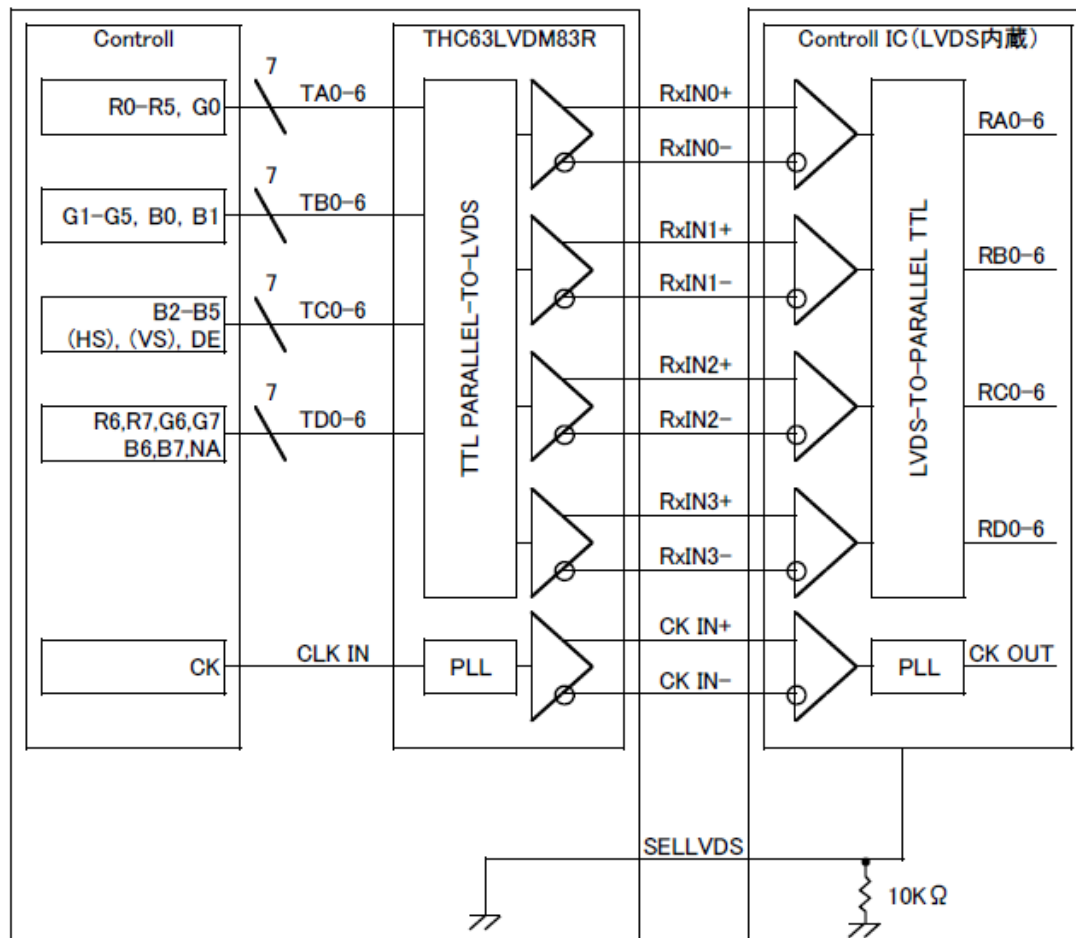 Controll
THC63LVDM83R
Controll IC(LVDS内蔵)
R0-R5, G0
7
TA0-6
G1-G5, B0, B1
7
TB0-6
B2-B5
(HS), (VS), DE
7
TC0-6
R6,R7,G6,G7
B6,B7,NA
7
TD0-6
CK
CLK IN
TTL PARALLEL-TO-LVDS
PLL
RxIN0+
RxIN0-
RxIN1+
RxIN1-
RxIN2+
RxIN2-
RxIN3+
RxIN3-
CK IN+
CK IN-
LVDS-TO-PARALLEL TTL
PLL
RA0-6
RB0-6
RC0-6
RD0-6
CK OUT
SELLVDS
10KΩ